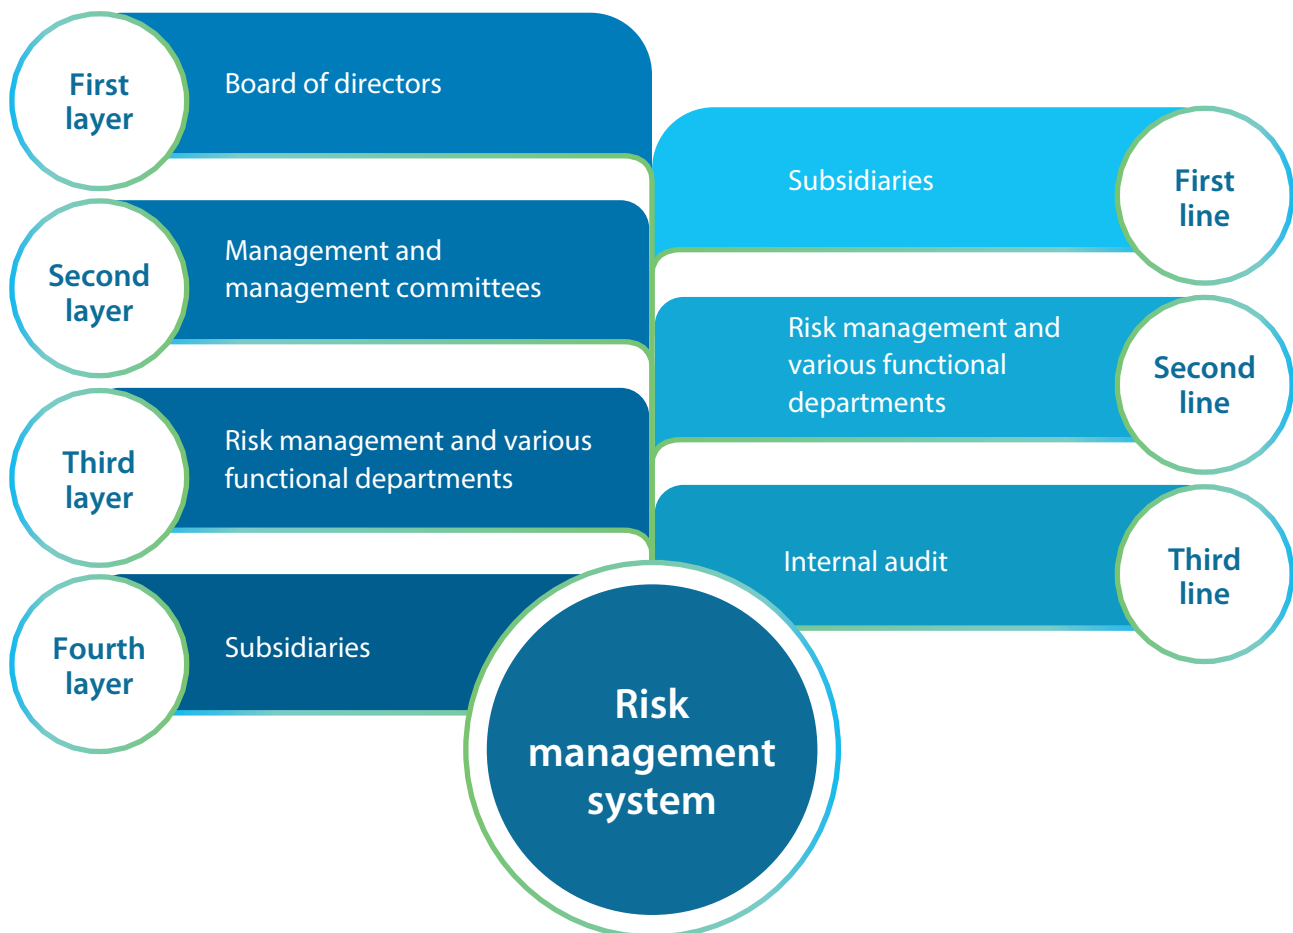 First
layer
Board of directors
Second
layer
Management and
management committees
Third
layer
Risk management and various
functional departments
Fourth
layer
Subsidiaries
Subsidiaries
First
line
Risk management and
various functional
departments
Second
line
Internal audit
Third
line
Risk
management
system